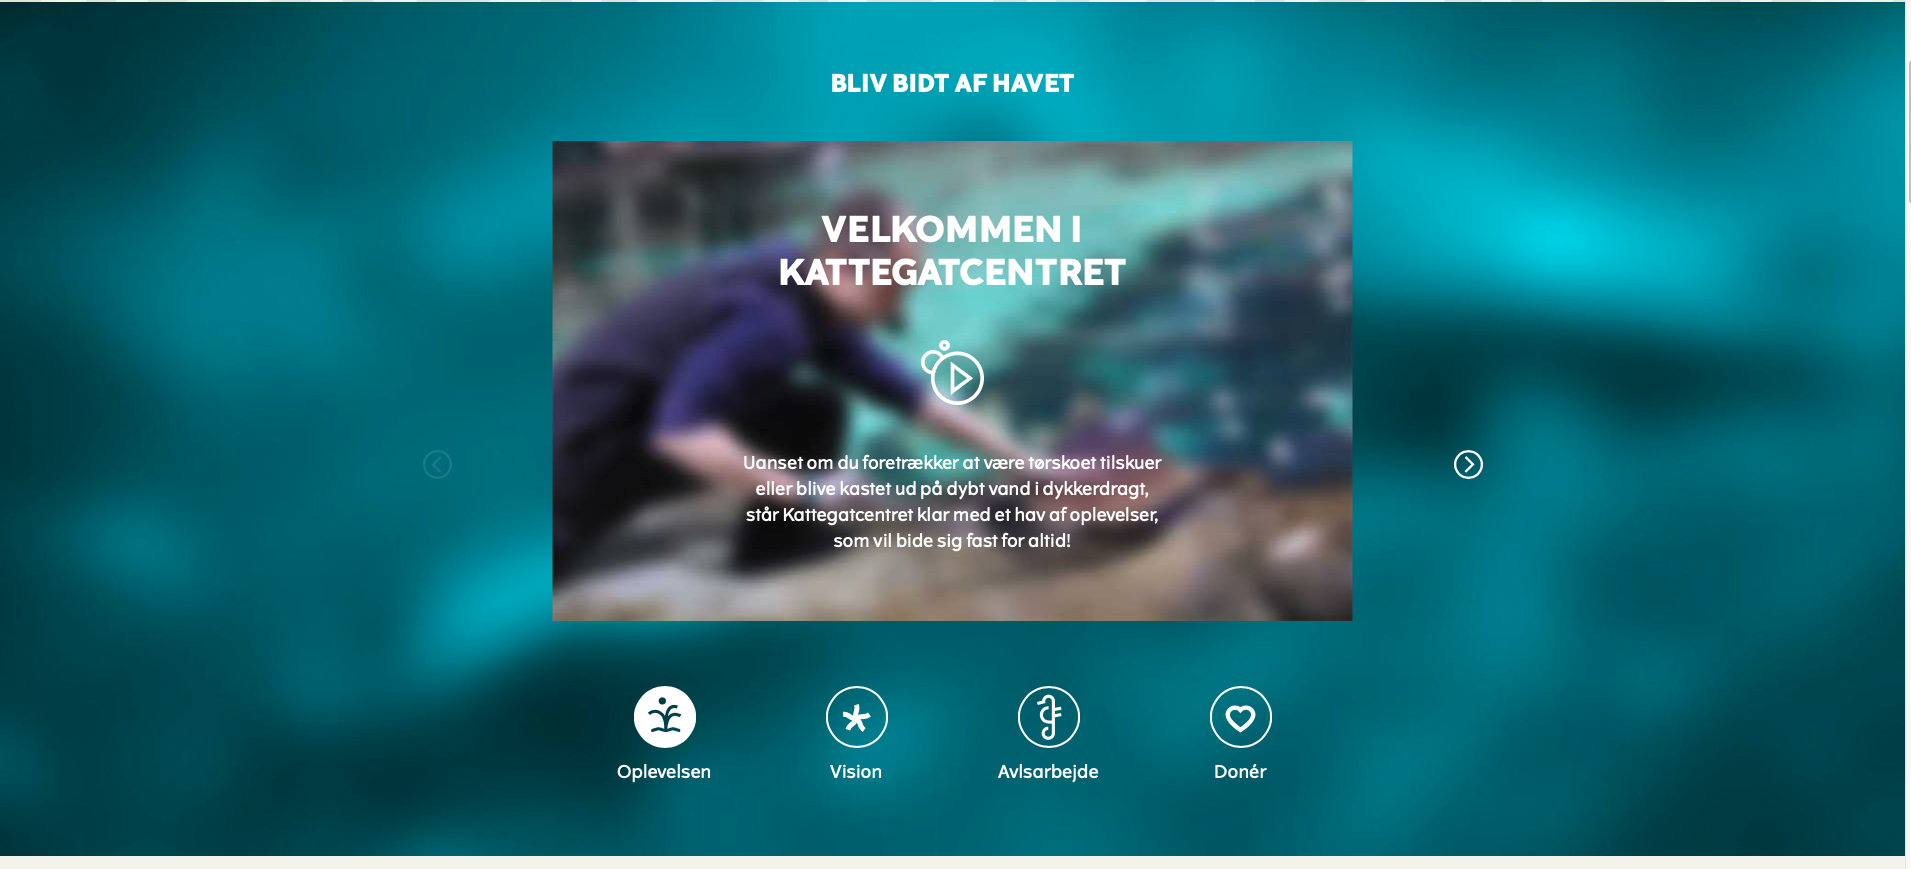 BLIV BIDT AF HAVET
VELKOMMEN I
KATTEGATCENTRET
Uanset om du foretrækker at være tørskoet tilskuer
eller blive kastet ud på dybt vand i dykkerdragt,
står Kattegatcentret klar med et hav af oplevelser,
som vil bide sig fast for altid!
Oplevelsen
Vision
Avlsarbejde
Donér